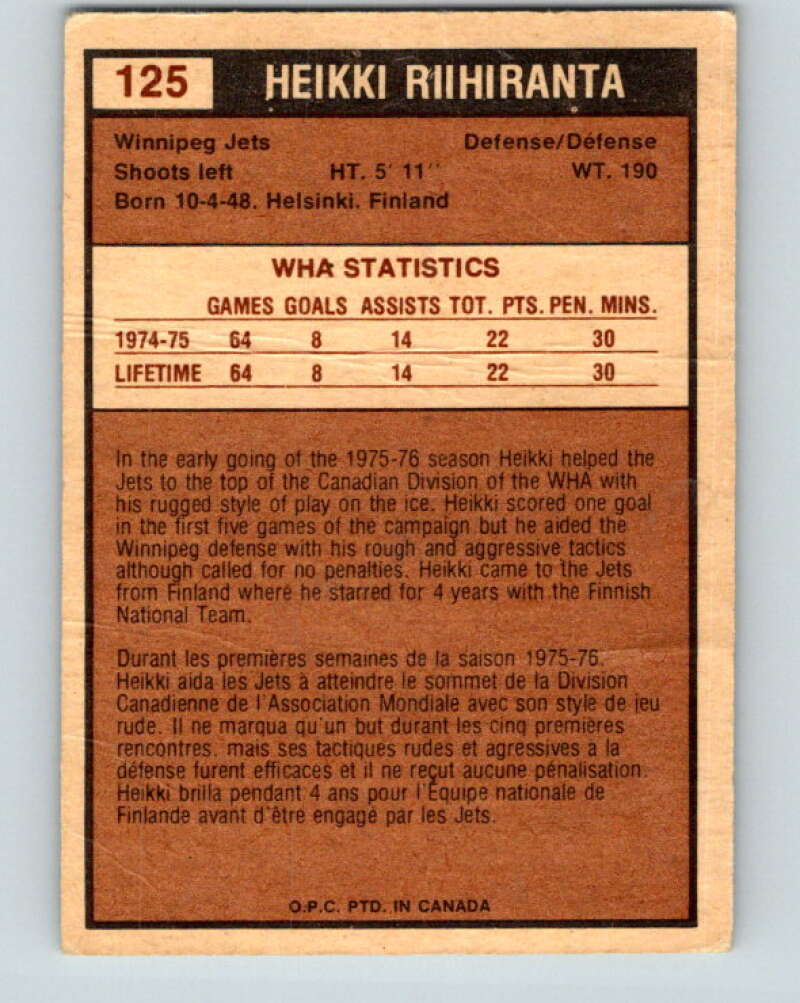 125 HEIKKI RIIHIRANTA
Winnipeg Jets Defense/Défense
Shoots left HT. 5' 11" WT. 190
Born 10-4-48. Helsinki. Finland
WHA STATISTICS
GAMES GOALS ASSISTS TOT. PTS. PEN. MINS.
1974-75 64 8 14 22 30
LIFETIME 64 8 14 22 30
In the early going of the 1975-76 season Heikki helped the
Jets to the top of the Canadian Division of the WHA with
his rugged style of play on the ice. Heikki scored one goal
in the first five games of the campaign but he aided the
Winnipeg defense with his rough and aggressive tactics
although called for no penalties. Heikki came to the Jets
from Finland where he starred for 4 years with the Finnish
National Team.
Durant les premières semaines de la saison 1975-76.
Heikki aida les Jets à atteindre le sommet de la Division
Canadienne de l'Association Mondiale avec son style de jeu
rude. Il ne marqua qu'un but durant les cinq premières
rencontres. mais ses tactiques rudes et agressives a la
défense furent efficaces et il ne reçut aucune pénalisation.
Heikki brilla pendant 4 ans pour l'Équipe nationale de
Finlande avant d'être engagé par les Jets.
O.P.C. PTD. IN CANADA